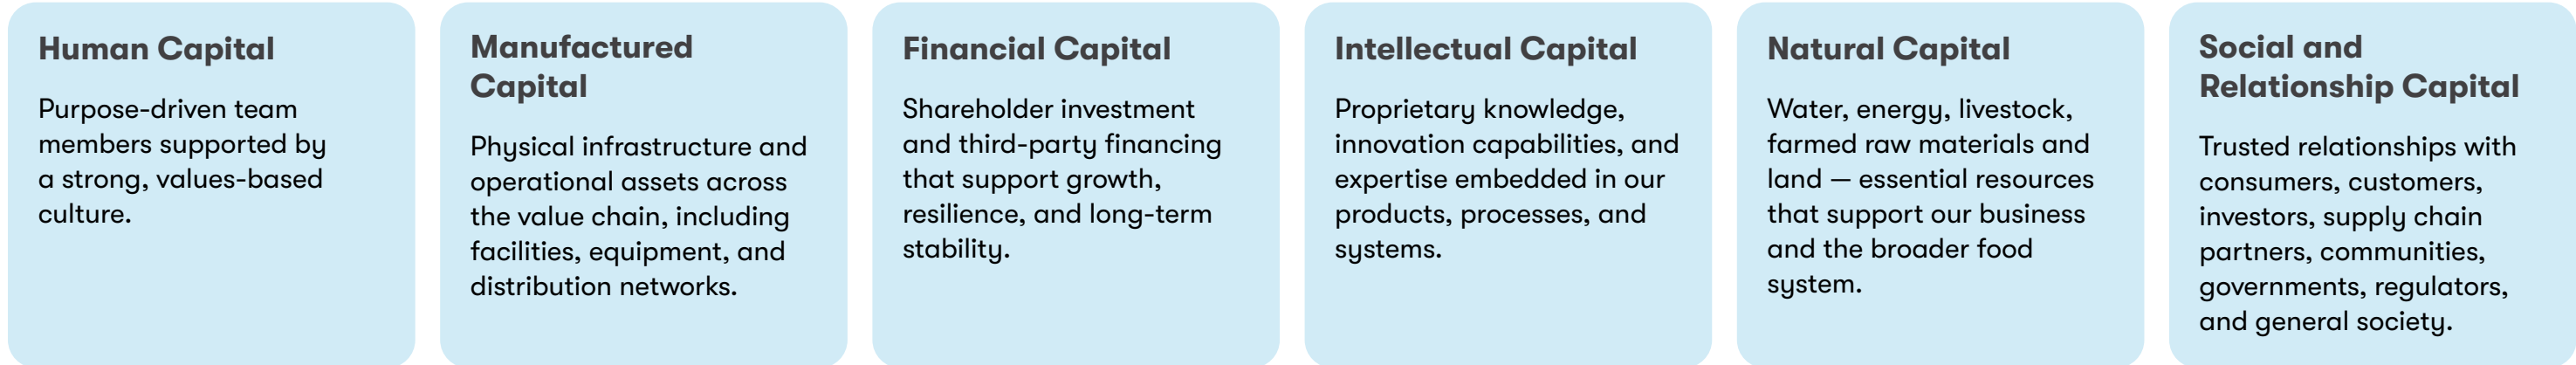 Human Capital
Purpose-driven team
members supported by
a strong, values-based
culture.
Manufactured
Capital
Physical infrastructure and
operational assets across
the value chain, including
facilities, equipment, and
distribution networks.
Financial Capital
Shareholder investment
and third-party financing
that support growth,
resilience, and long-term
stability.
Intellectual Capital
Proprietary knowledge,
innovation capabilities, and
expertise embedded in our
products, processes, and
systems.
Natural Capital
Water, energy, livestock,
farmed raw materials and
land — essential resources
that support our business
and the broader food
system.
Social and
Relationship Capital
Trusted relationships with
consumers, customers,
investors, supply chain
partners, communities,
governments, regulators,
and general society.